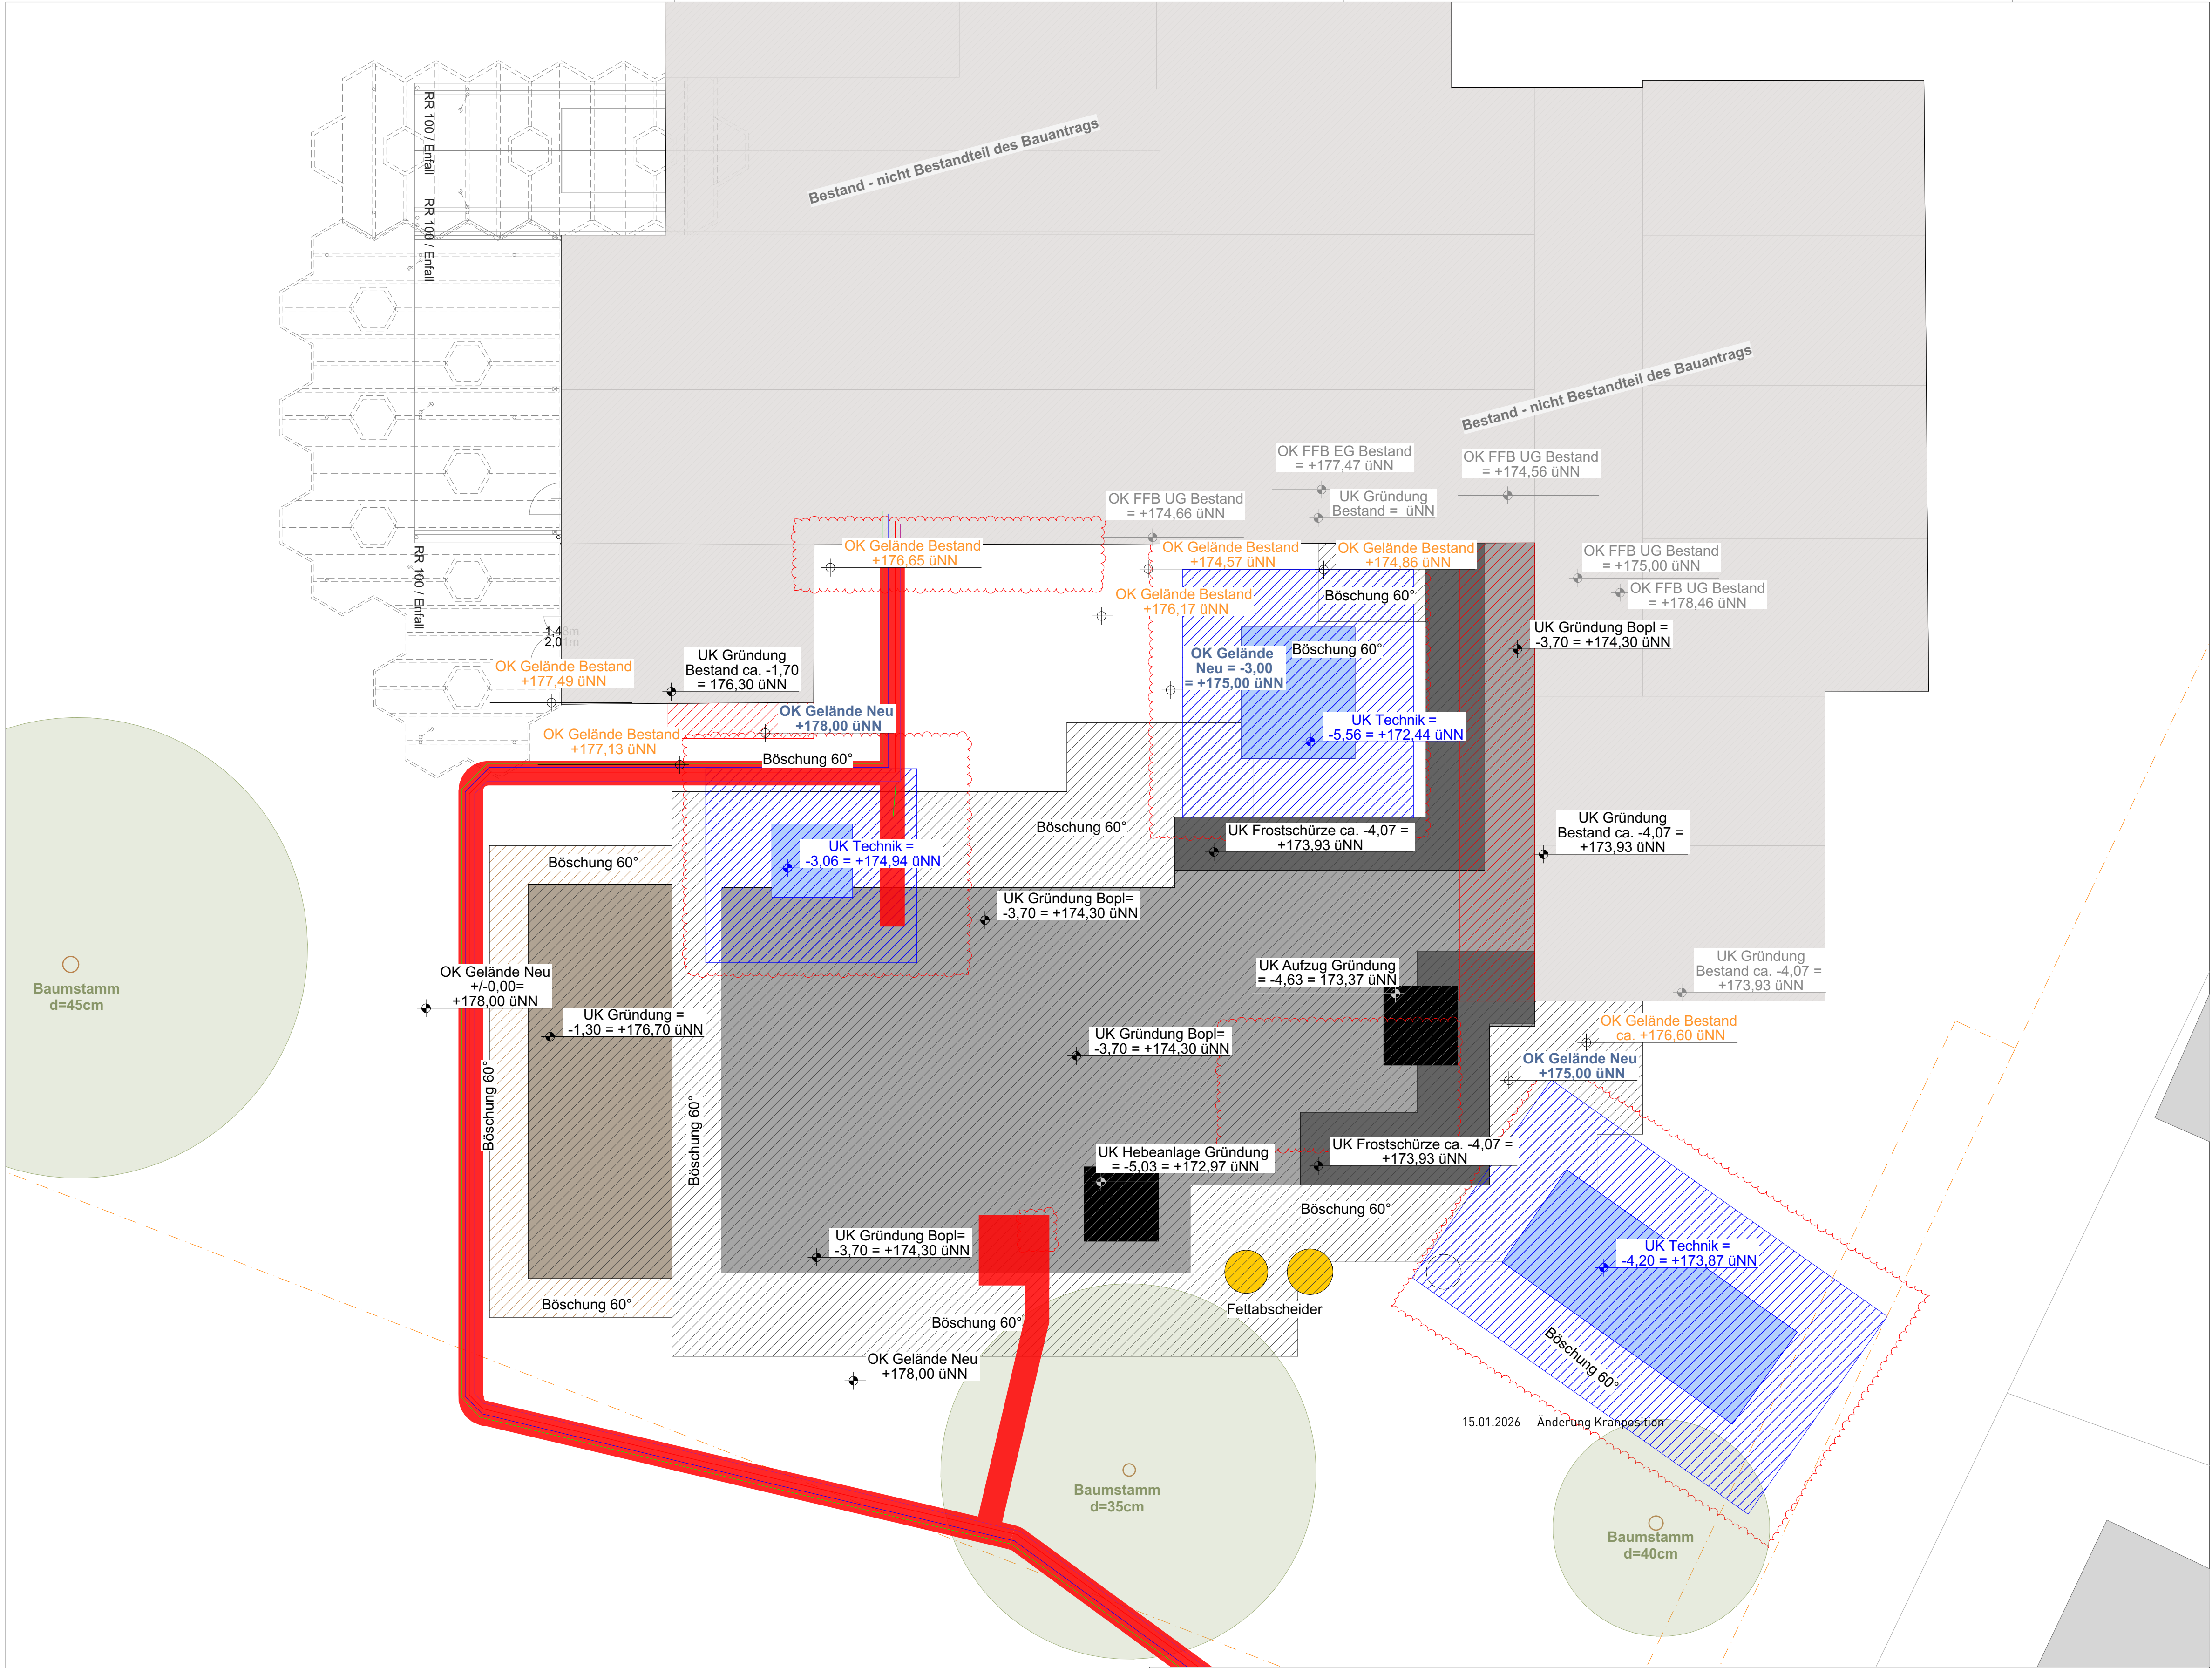 RR 100 / Enfall
RR 100 / Enfall
RR 100 / Enfall
Bestand - nicht Bestandteil des Bauantrags
Bestand - nicht Bestandteil des Bauantrags
OK FFB EG Bestand
= +177,47 üNN
OK FFB UG Bestand
= +174,56 üNN
OK FFB UG Bestand
= +174,66 üNN
UK Gründung
Bestand = üNN
OK Gelände Bestand
+176,65 üNN
OK Gelände Bestand
+174,57 üNN
OK Gelände Bestand
+174,86 üNN
OK FFB UG Bestand
= +175,00 üNN
OK FFB UG Bestand
= +178,46 üNN
OK Gelände Bestand
+176,17 üNN
Böschung 60°
1,48m
2,01m
UK Gründung Bopl =
-3,70 = +174,30 üNN
OK Gelände Bestand
+177,49 üNN
UK Gründung
Bestand ca. -1,70
= 176,30 üNN
OK Gelände
Neu = -3,00
= +175,00 üNN
Böschung 60°
OK Gelände Neu
+178,00 üNN
UK Technik =
-5,56 = +172,44 üNN
OK Gelände Bestand
+177,13 üNN
Böschung 60°
Böschung 60°
UK Frostschürze ca. -4,07 =
+173,93 üNN
UK Gründung
Bestand ca. -4,07 =
+173,93 üNN
Böschung 60°
UK Technik =
-3,06 = +174,94 üNN
UK Gründung Bopl=
-3,70 = +174,30 üNN
Baumstamm
d=45cm
OK Gelände Neu
+/-0,00=
+178,00 üNN
UK Gründung =
-1,30 = +176,70 üNN
UK Aufzug Gründung
= -4,63 = 173,37 üNN
UK Gründung
Bestand ca. -4,07 =
+173,93 üNN
UK Gründung Bopl=
-3,70 = +174,30 üNN
OK Gelände Bestand
ca. +176,60 üNN
OK Gelände Neu
+175,00 üNN
Böschung 60°
Böschung 60°
UK Hebeanlage Gründung
= -5,03 = +172,97 üNN
UK Frostschürze ca. -4,07 =
+173,93 üNN
Böschung 60°
UK Gründung Bopl=
-3,70 = +174,30 üNN
UK Technik =
-4,20 = +173,87 üNN
Böschung 60°
Fettabscheider
Böschung 60°
Böschung 60°
OK Gelände Neu
+178,00 üNN
15.01.2026 Änderung Kranposition
Baumstamm
d=35cm
Baumstamm
d=40cm